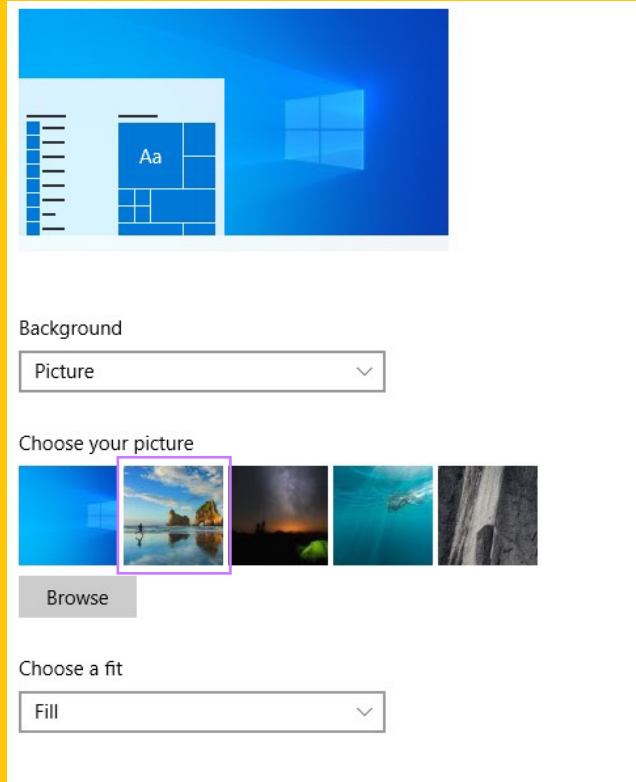 Aa
Background
Picture
Choose your picture
Browse
Choose a fit
Fill